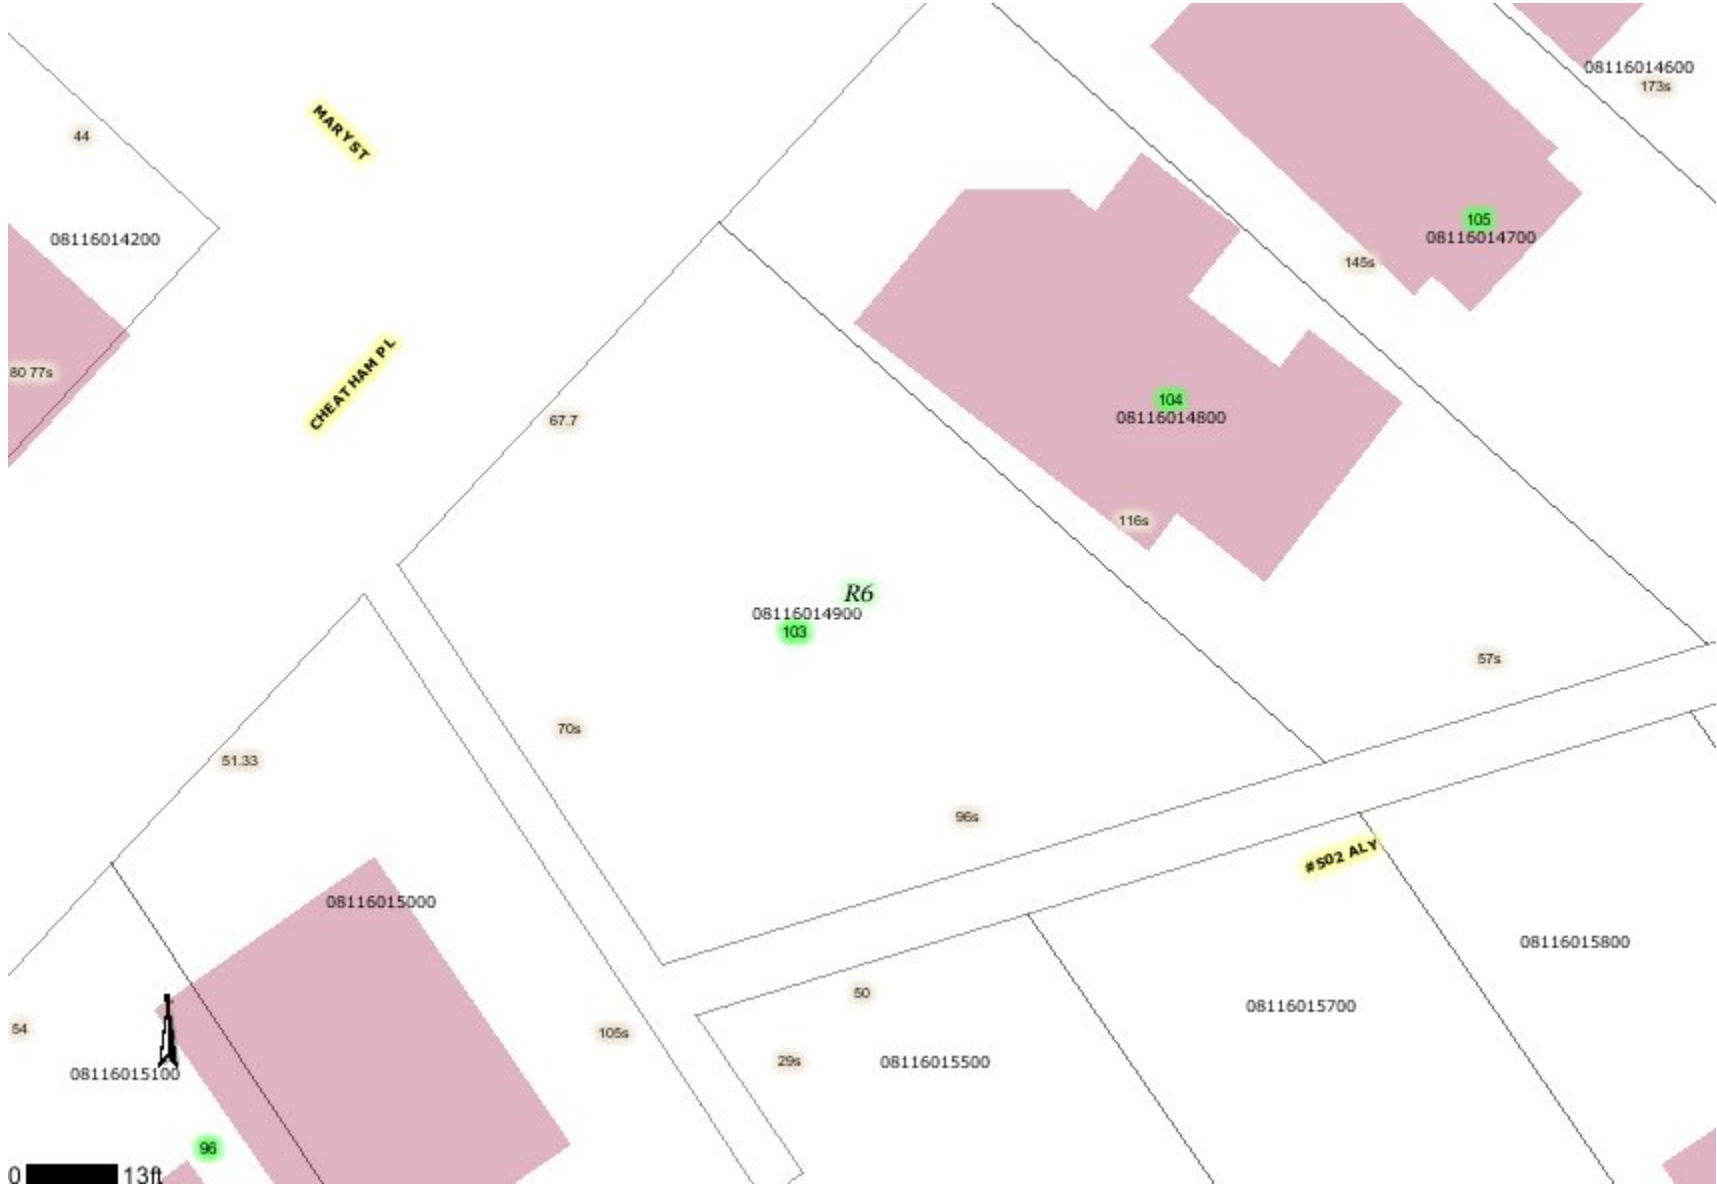 08116014600
173s
44
MARY ST
105
08116014700
08116014200
145s
80 77s
CHEATHAM PL
67.7
104
08116014800
116s
R6
08116014900
103
57s
70s
51.33
96s
#502 ALY
08116015000
08116015800
50
08116015700
54
105s
29s
08116015500
08116015100
96
0 13ft